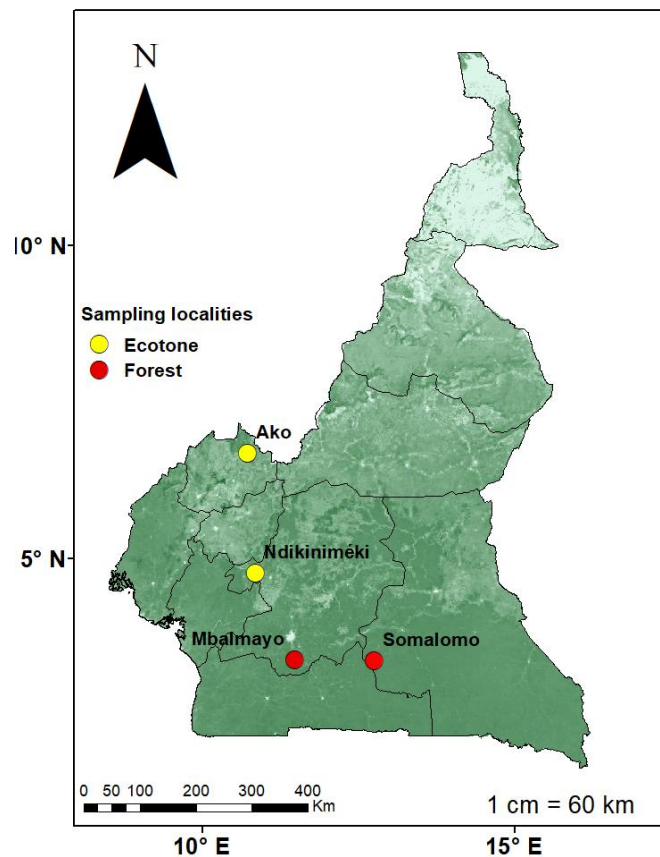 N
10° N
Sampling localities
Ecotone
Forest
Ako
5° N
Ndikiniméki
Mbalmayo
Somalomo
0 50 100 200 300 400
Km
1 cm = 60 km
10° E
15° E